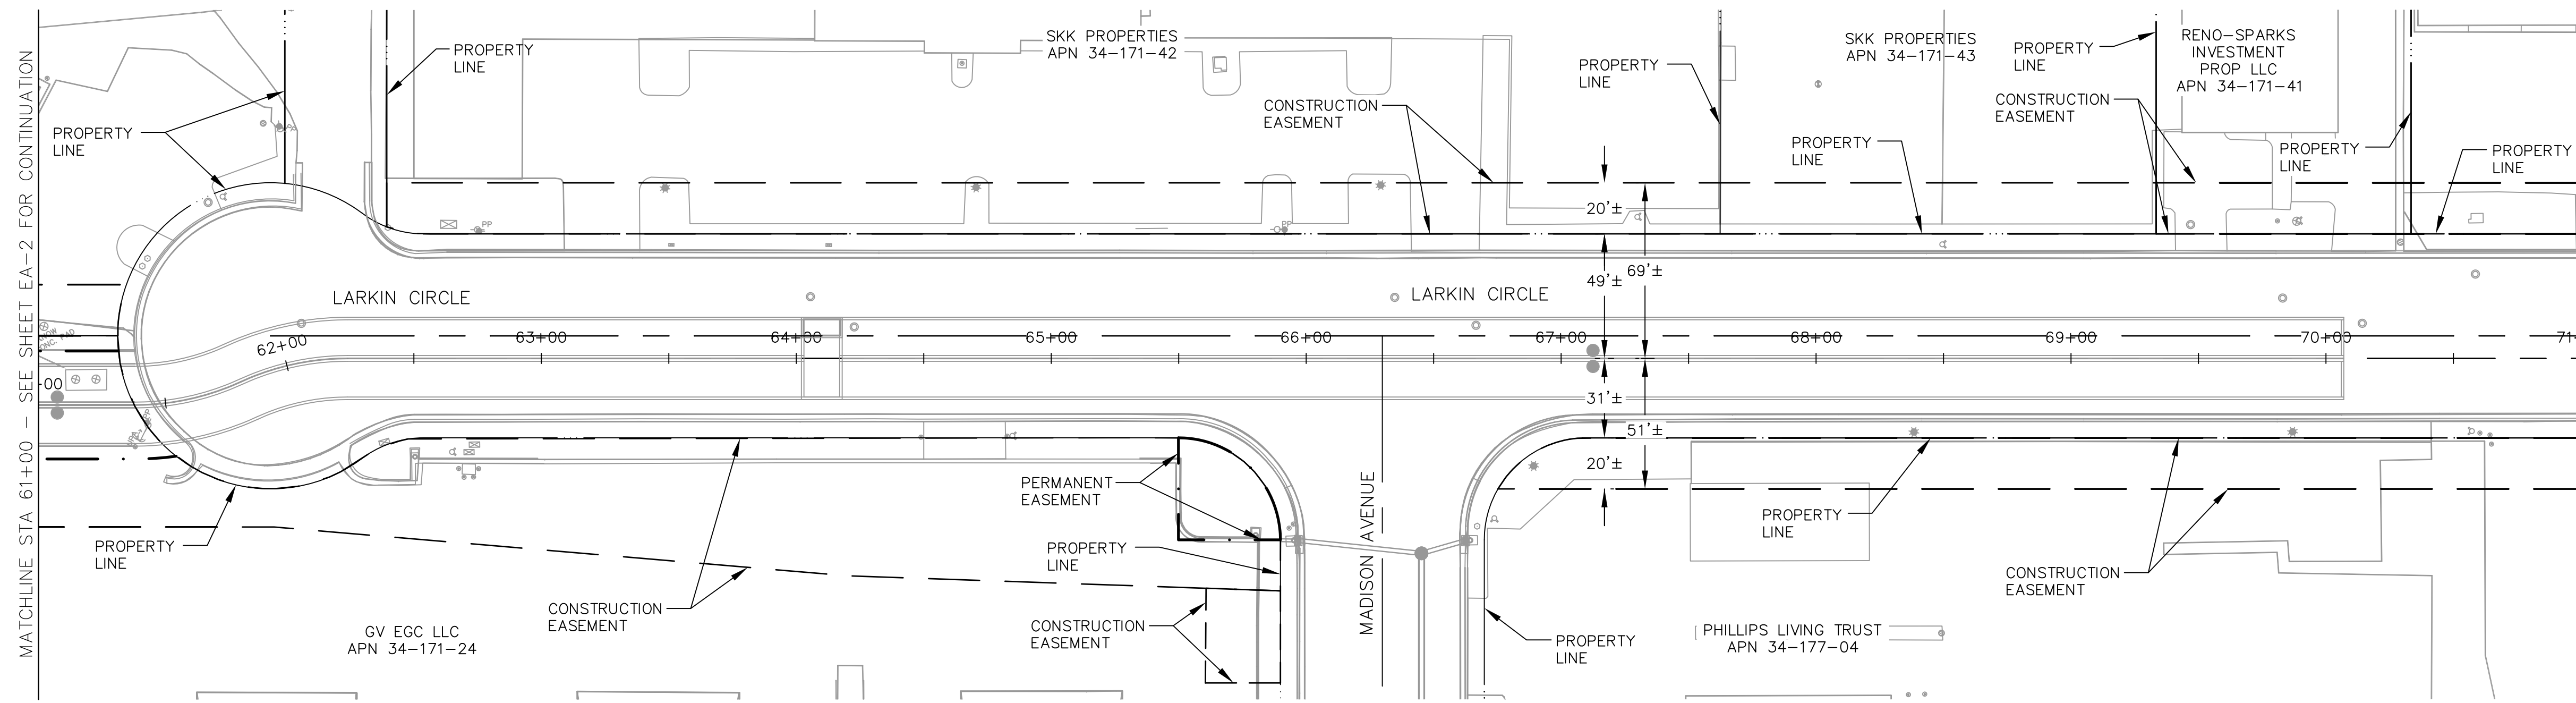 MATCHLINE STA 61+00 – SEE SHEET EA-2 FOR CONTINUATION
PROPERTY
LINE
PROPERTY
LINE
SKK PROPERTIES
APN 34-171-42
CONSTRUCTION
EASEMENT
PROPERTY
LINE
SKK PROPERTIES
APN 34-171-43
PROPERTY
LINE
CONSTRUCTION
EASEMENT
RENO-SPARKS
INVESTMENT
PROP LLC
APN 34-171-41
PROPERTY
LINE
PROPERTY
LINE
PROPERTY
LINE
PP
PP
20'±
49'±
69'±
LARKIN CIRCLE
LARKIN CIRCLE
62+00
63+00
64+00
65+00
66+00
67+00
68+00
69+00
70+00
71
00
31'±
51'±
20'±
PERMANENT
EASEMENT
PROPERTY
LINE
MADISON AVENUE
PROPERTY
LINE
PROPERTY
LINE
CONSTRUCTION
EASEMENT
CONSTRUCTION
EASEMENT
CONSTRUCTION
EASEMENT
GV EGC LLC
APN 34-171-24
PROPERTY
LINE
PHILLIPS LIVING TRUST
APN 34-177-04